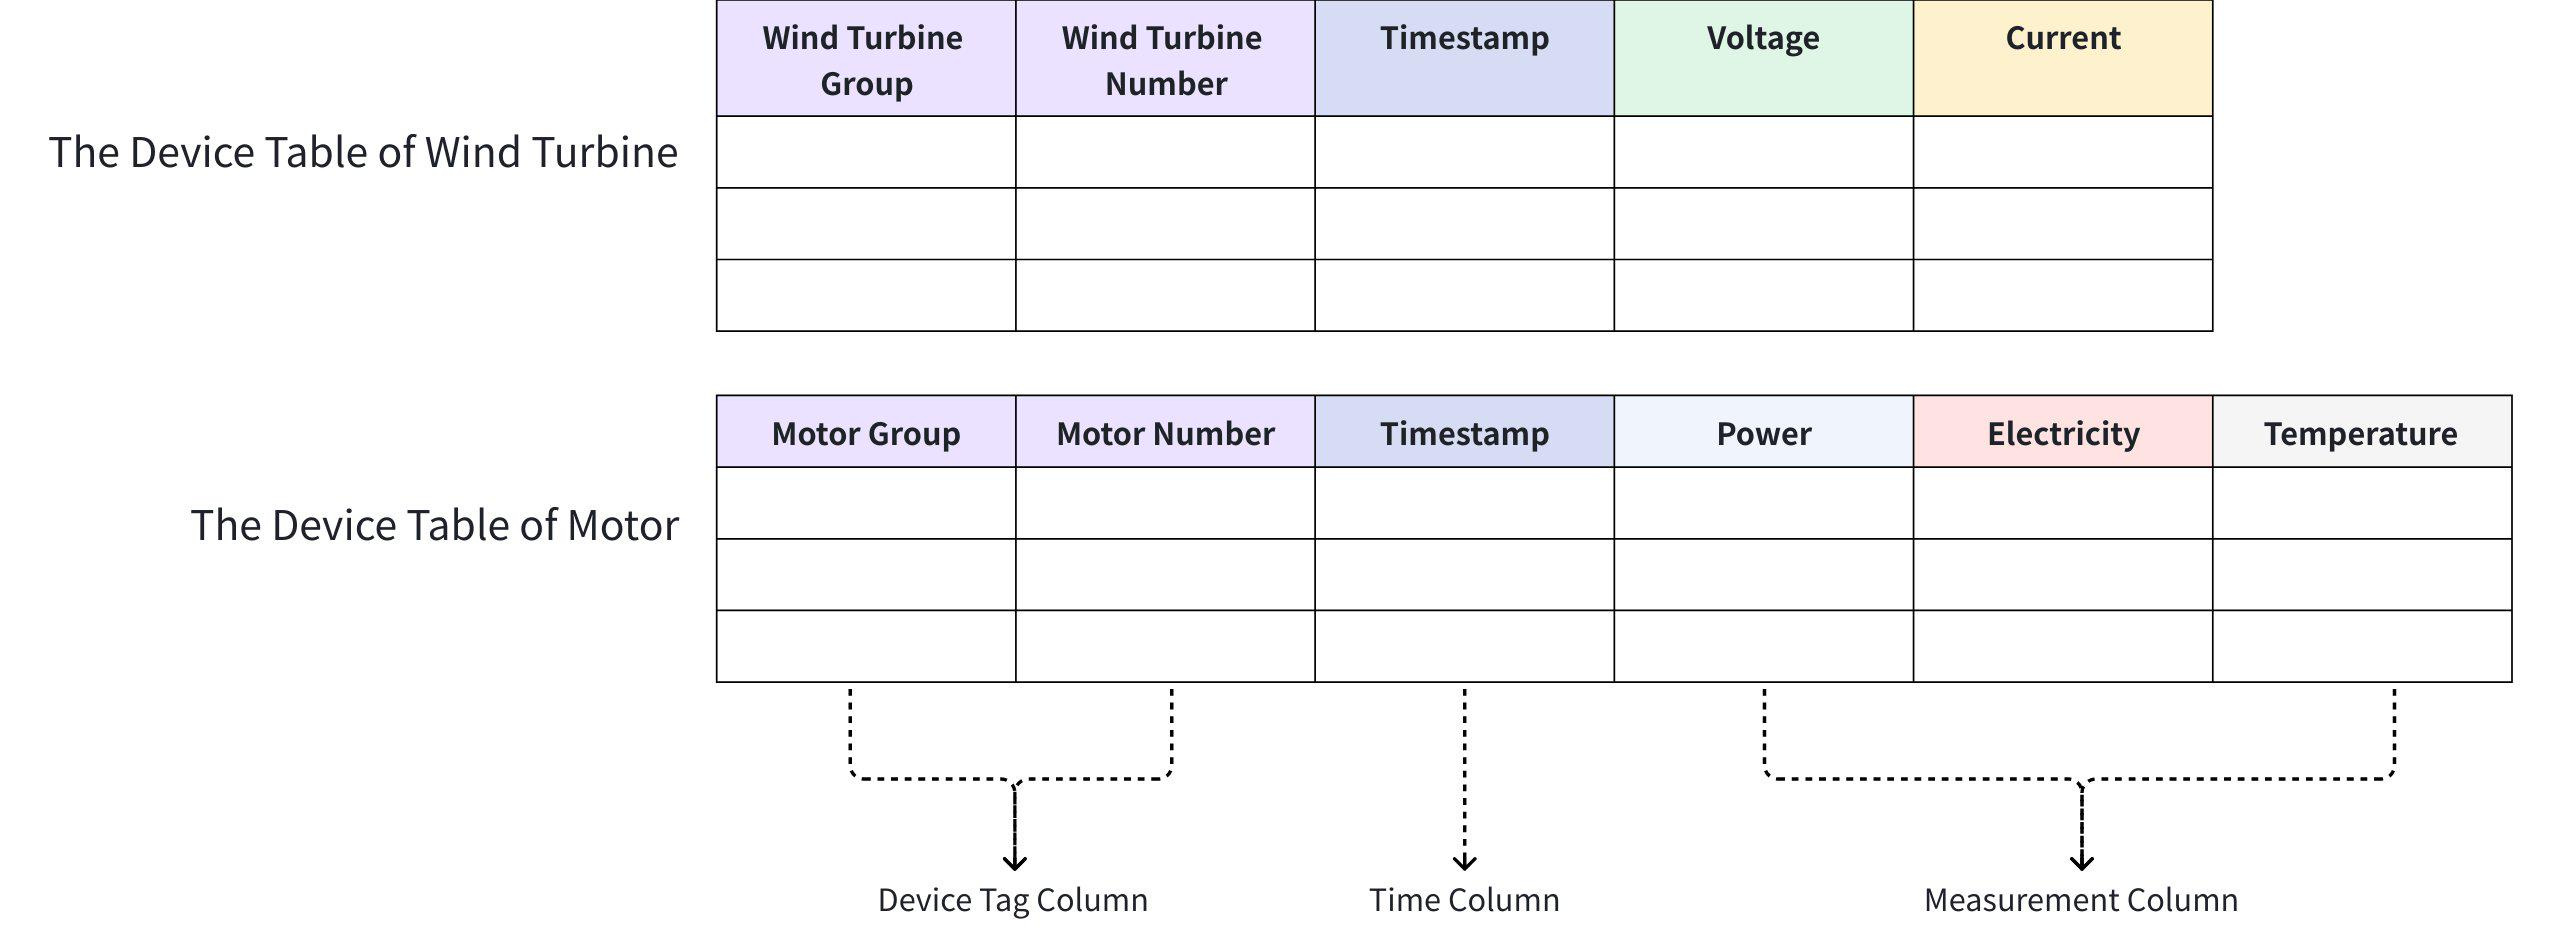 Wind Turbine
Group
Wind Turbine
Number
Timestamp
Voltage
Current
The Device Table of Wind Turbine
Motor Group
Motor Number
Timestamp
Power
Electricity
Temperature
The Device Table of Motor
Device Tag Column
Time Column
Measurement Column